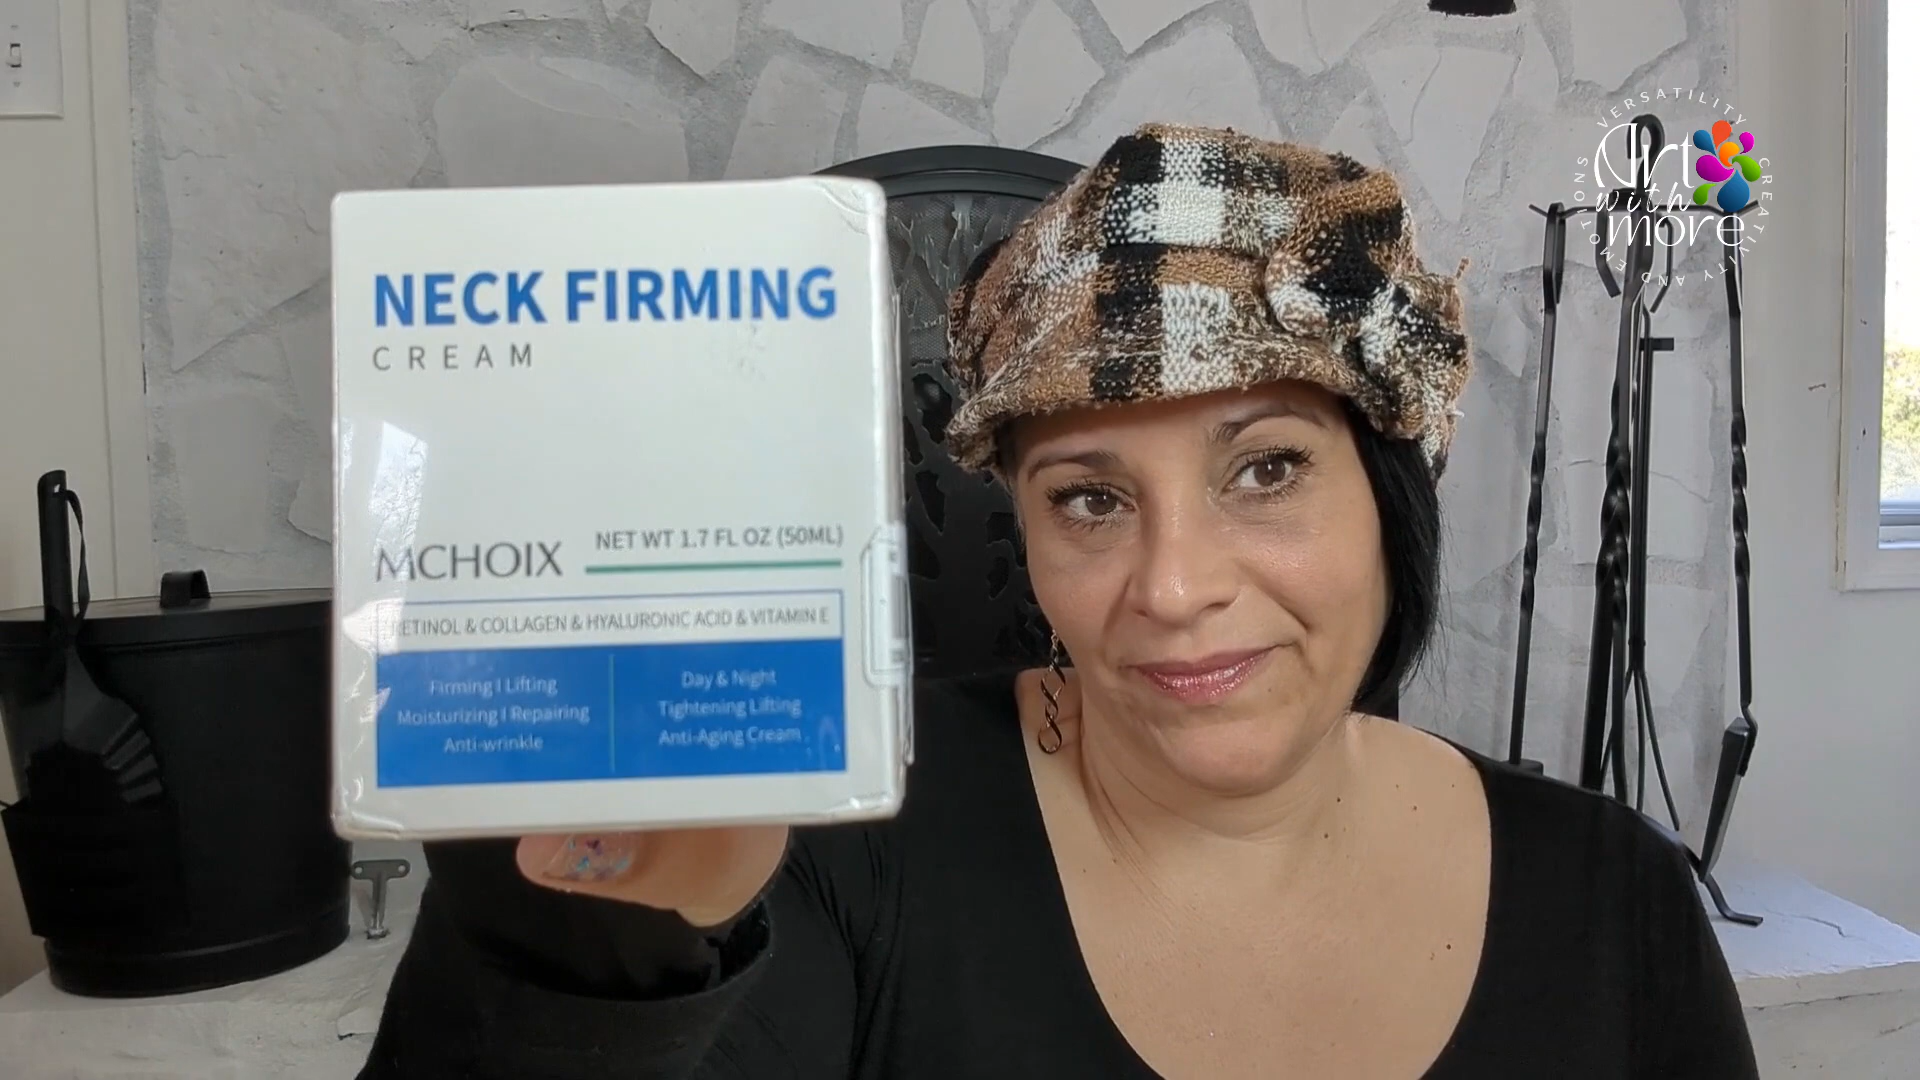 NECK FIRMING
CREAM
MCHOIX
NET WT 1.7 FL OZ (50ML)
RETINOL & COLLAGEN & HYALURONIC ACID & VITAMIN E
Firming | Lifting
Moisturizing | Repairing
Anti-wrinkle
Day & Night
Tightening Lifting
Anti-Aging Cream
VERSATILITY CREATIVITY AND EMOTIONS
Art
with
more